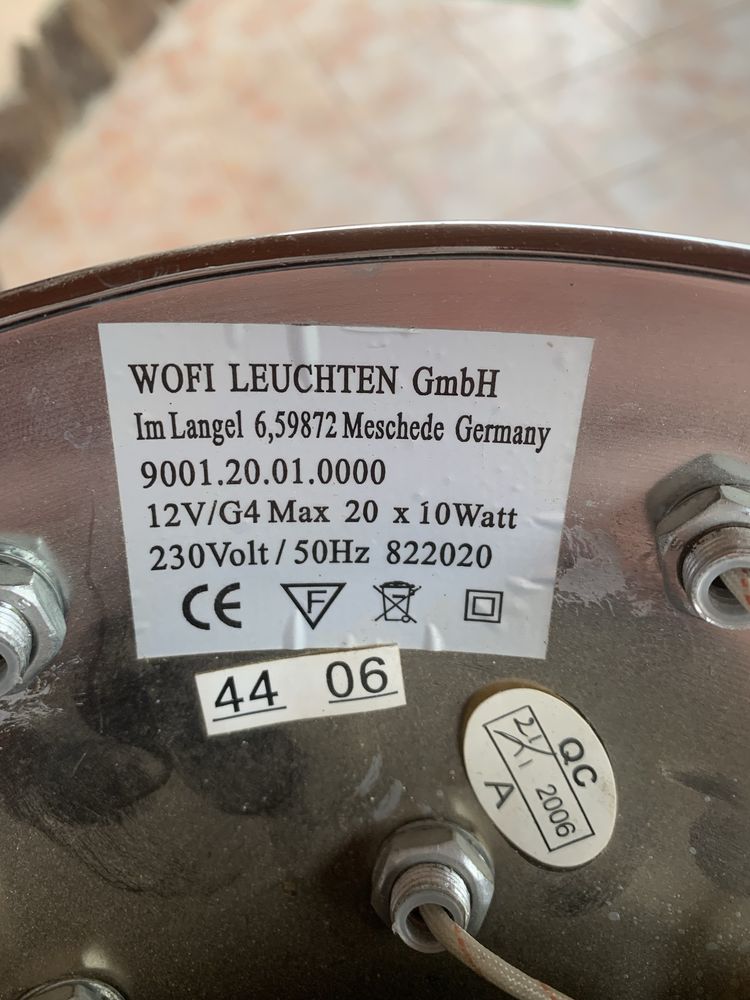 WOFI LEUCHTEN GmbH
Im Langel 6,59872 Meschede Germany
9001.20.01.0000
12V/G4 Max 20 x 10Watt
230Volt / 50Hz 822020
CE F
44 06
QC
2006
A